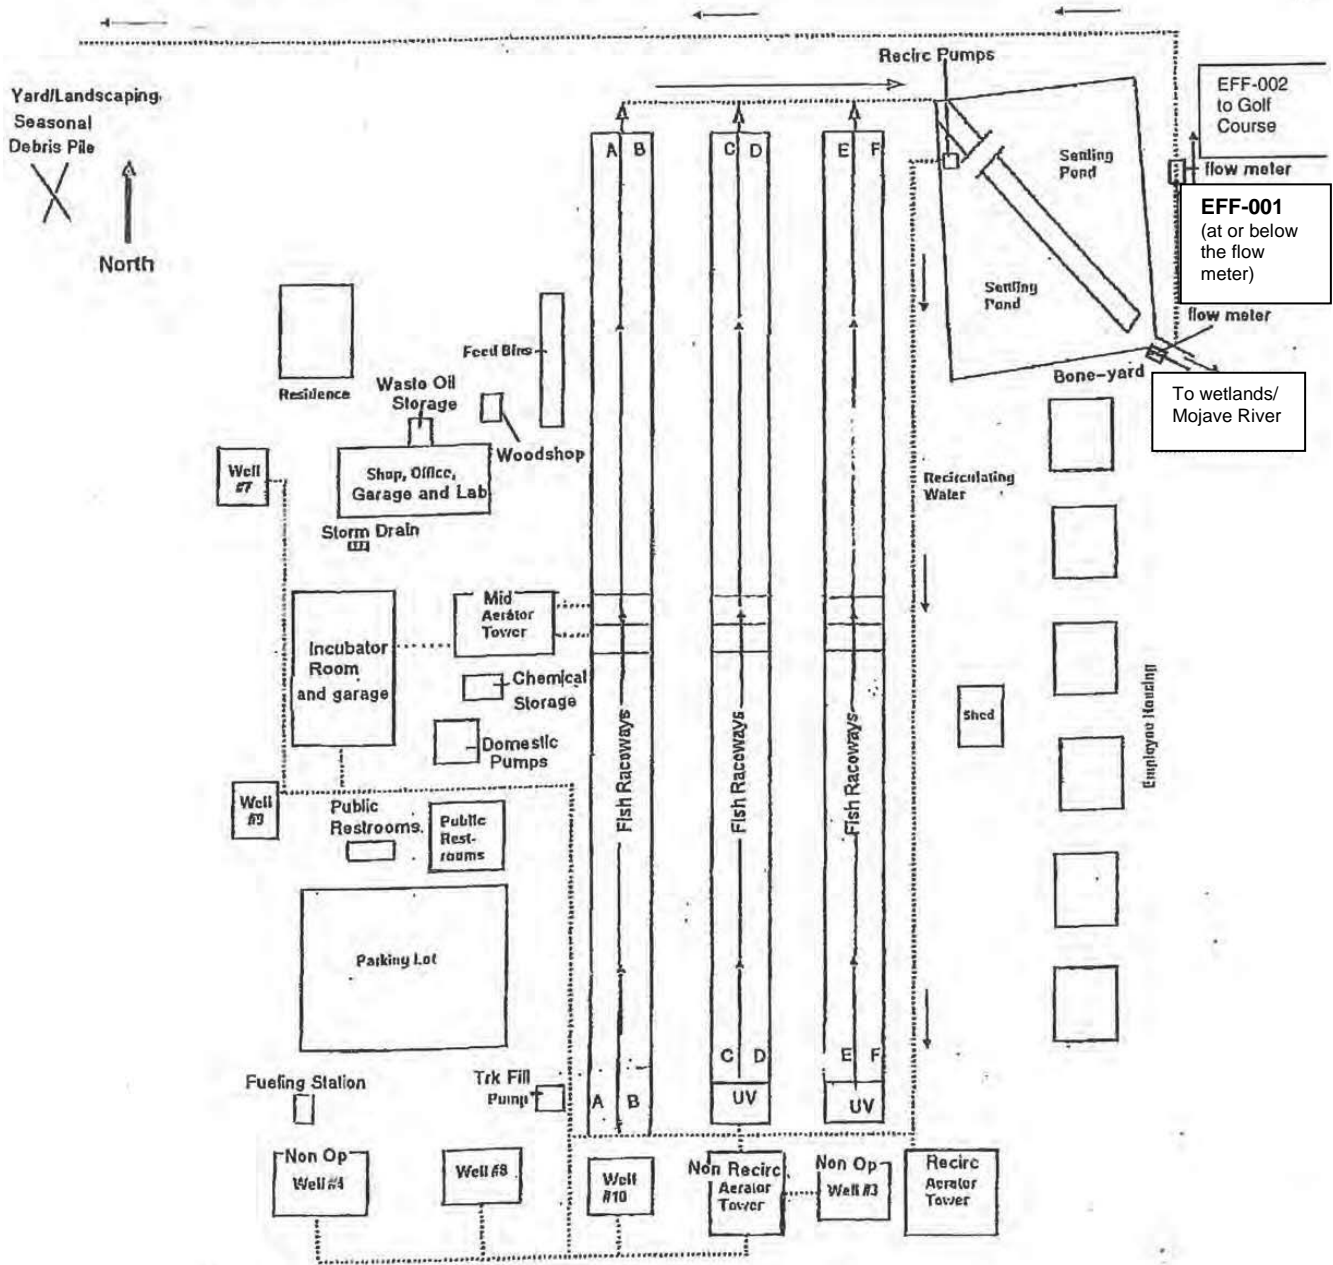 Recirc Pumps
Yard/Landscaping,
Seasonal
Debris Pile
North
EFF-002
to Golf
Course
flow meter
EFF-001
(at or below
the flow
meter)
flow meter
To wetlands/
Mojave River
A B
C D
E F
Settling
Pond
Settling
Pond
Bone-yard
Residence
Feed Bins
Waste Oil
Storage
Woodshop
Well
#7
Shop, Office,
Garage and Lab
Storm Drain
Recirculating
Water
Mid
Aerator
Tower
Incubator
Room
and garage
Chemical
Storage
Domestic
Pumps
Shed
Employee Housing
Fish Raceways
Fish Raceways
Fish Raceways
Well
#9
Public
Restrooms
Public
Rest-
rooms
Parking Lot
Fueling Station
Trk Fill
Pump
A B
C D
UV
E F
UV
Non Op
Well #4
Well #8
Well
#10
Non Recirc
Aerator
Tower
Non Op
Well #3
Recirc
Aerator
Tower